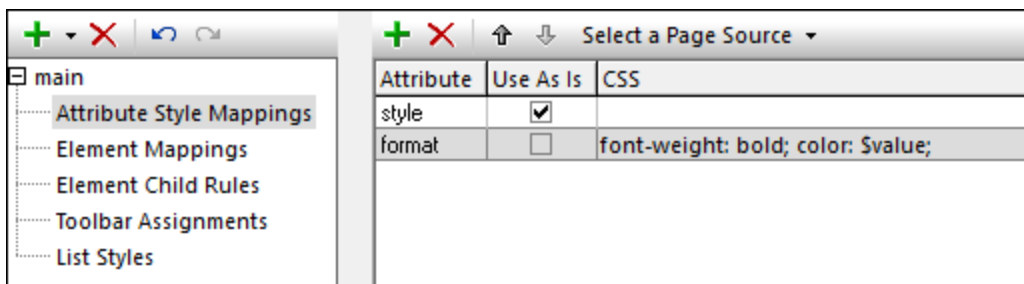 Select a Page Source
main
Attribute Style Mappings
Element Mappings
Element Child Rules
Toolbar Assignments
List Styles
Attribute Use As Is CSS
style
format font-weight: bold; color: $value;